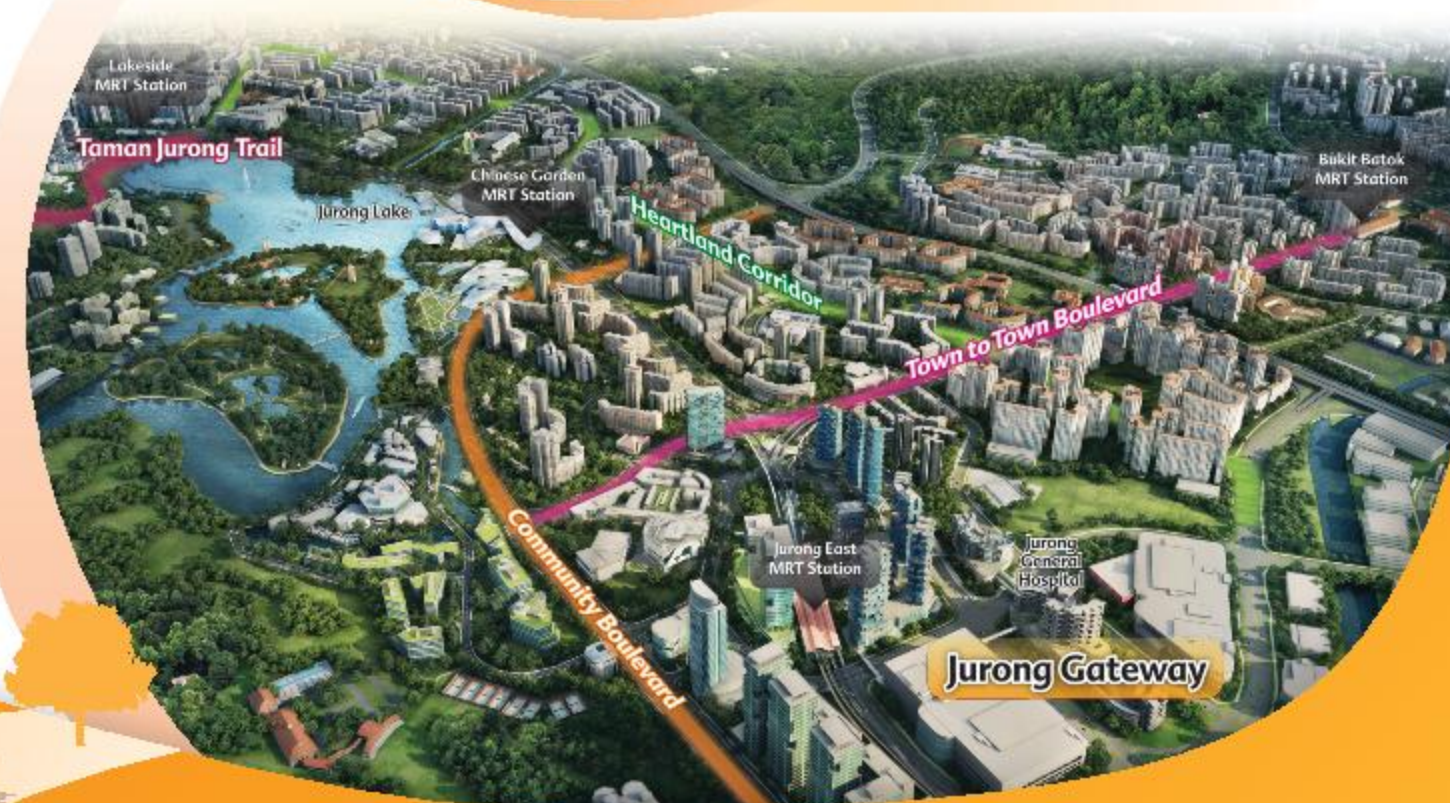 Lakeside
MRT Station
Taman Jurong Trail
Jurong Lake
Chinese Garden
MRT Station
Bukit Batok
MRT Station
Heartland Corridor
Town to Town Boulevard
Community Boulevard
Jurong East
MRT Station
Jurong
General
Hospital
Jurong Gateway